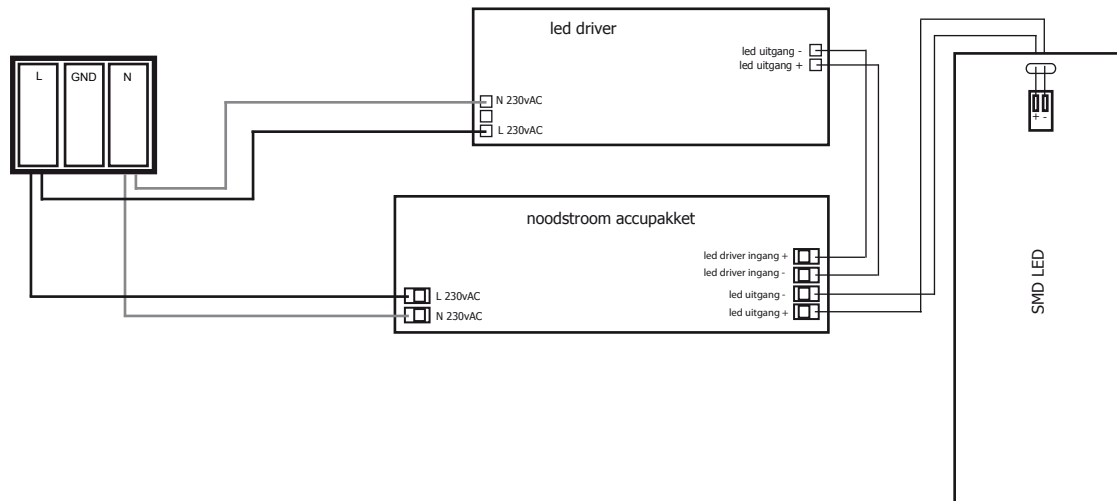 led driver
led uitgang -
led uitgang +
L GND N
N 230vAC
L 230vAC
+ -
noodstroom accupakket
led driver ingang +
led driver ingang -
led uitgang -
led uitgang +
L 230vAC
N 230vAC
SMD LED